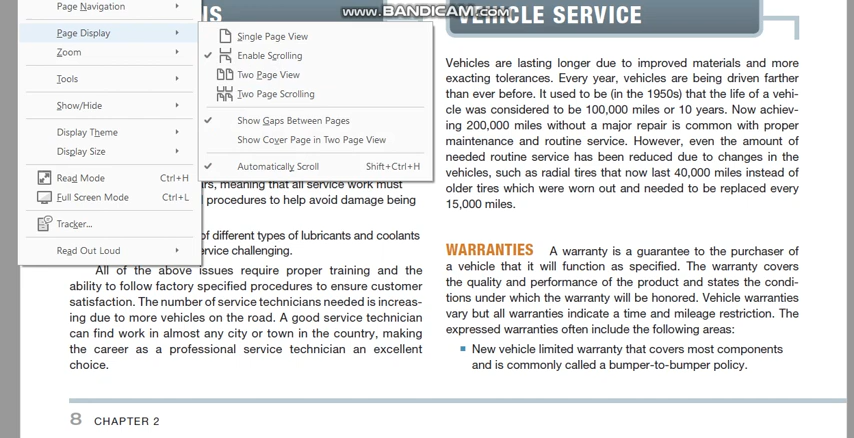 Page Navigation
Page Display
Zoom
Tools
Show/Hide
Display Theme
Display Size
Read Mode Ctrl+H
Full Screen Mode Ctrl+L
Tracker...
Read Out Loud
Single Page View
Enable Scrolling
Two Page View
Two Page Scrolling
Show Gaps Between Pages
Show Cover Page in Two Page View
Automatically Scroll Shift+Ctrl+H
www.BANDICAM.com
meaning that all service work must
procedures to help avoid damage being
of different types of lubricants and coolants
ervice challenging.
All of the above issues require proper training and the
ability to follow factory specified procedures to ensure customer
satisfaction. The number of service technicians needed is increas-
ing due to more vehicles on the road. A good service technician
can find work in almost any city or town in the country, making
the career as a professional service technician an excellent
choice.
8 CHAPTER 2
VEHICLE SERVICE
Vehicles are lasting longer due to improved materials and more
exacting tolerances. Every year, vehicles are being driven farther
than ever before. It used to be (in the 1950s) that the life of a vehi-
cle was considered to be 100,000 miles or 10 years. Now achiev-
ing 200,000 miles without a major repair is common with proper
maintenance and routine service. However, even the amount of
needed routine service has been reduced due to changes in the
vehicles, such as radial tires that now last 40,000 miles instead of
older tires which were worn out and needed to be replaced every
15,000 miles.
WARRANTIES A warranty is a guarantee to the purchaser of
a vehicle that it will function as specified. The warranty covers
the quality and performance of the product and states the condi-
tions under which the warranty will be honored. Vehicle warranties
vary but all warranties indicate a time and mileage restriction. The
expressed warranties often include the following areas:
■ New vehicle limited warranty that covers most components
and is commonly called a bumper-to-bumper policy.